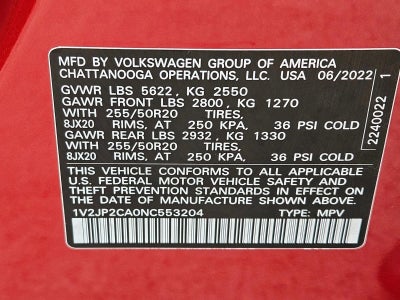 MFD BY VOLKSWAGEN GROUP OF AMERICA
CHATTANOOGA OPERATIONS, LLC. USA 06/2022
GVWR LBS 5622, KG 2550
GAWR FRONT LBS 2800, KG 1270
WITH 255/50R20 TIRES,
8JX20 RIMS, AT 250 KPA, 36 PSI COLD
GAWR REAR LBS 2932, KG 1330
WITH 255/50R20 TIRES,
8JX20 RIMS, AT 250 KPA, 36 PSI COLD
THIS VEHICLE CONFORMS TO ALL APPLICABLE
U.S. FEDERAL MOTOR VEHICLE SAFETY AND
THEFT PREVENTION STANDARDS IN EFFECT ON
THE DATE OF MANUFACTURE SHOWN ABOVE.
1V2JP2CA0NC553204 TYPE: MPV
2240022 1